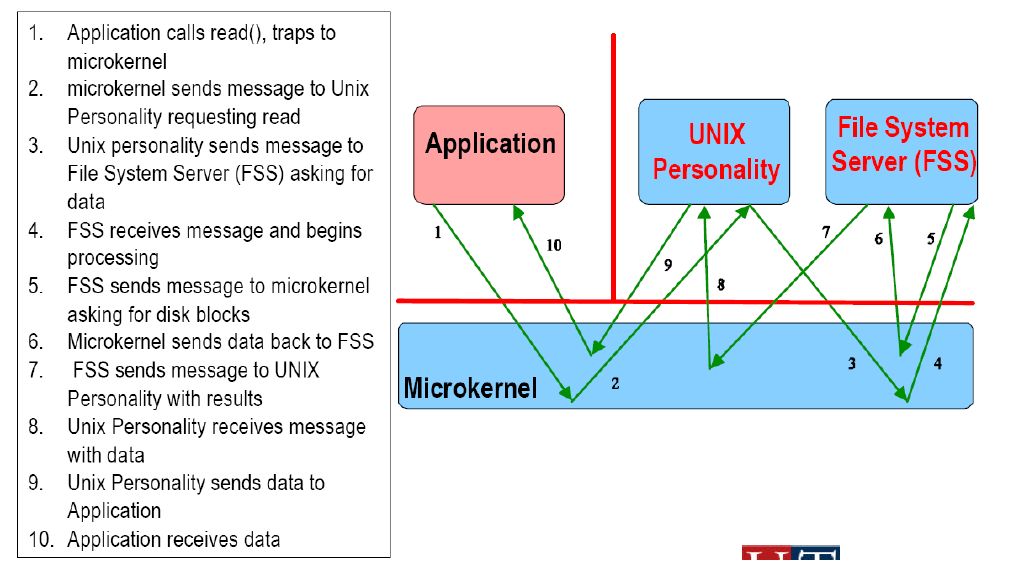 1. Application calls read(), traps to
microkernel
2. microkernel sends message to Unix
Personality requesting read
3. Unix personality sends message to
File System Server (FSS) asking for
data
4. FSS receives message and begins
processing
5. FSS sends message to microkernel
asking for disk blocks
6. Microkernel sends data back to FSS
7. FSS sends message to UNIX
Personality with results
8. Unix Personality receives message
with data
9. Unix Personality sends data to
Application
10. Application receives data
Application
UNIX
Personality
File System
Server (FSS)
1
10
9
8
7
6
5
2
3
4
Microkernel